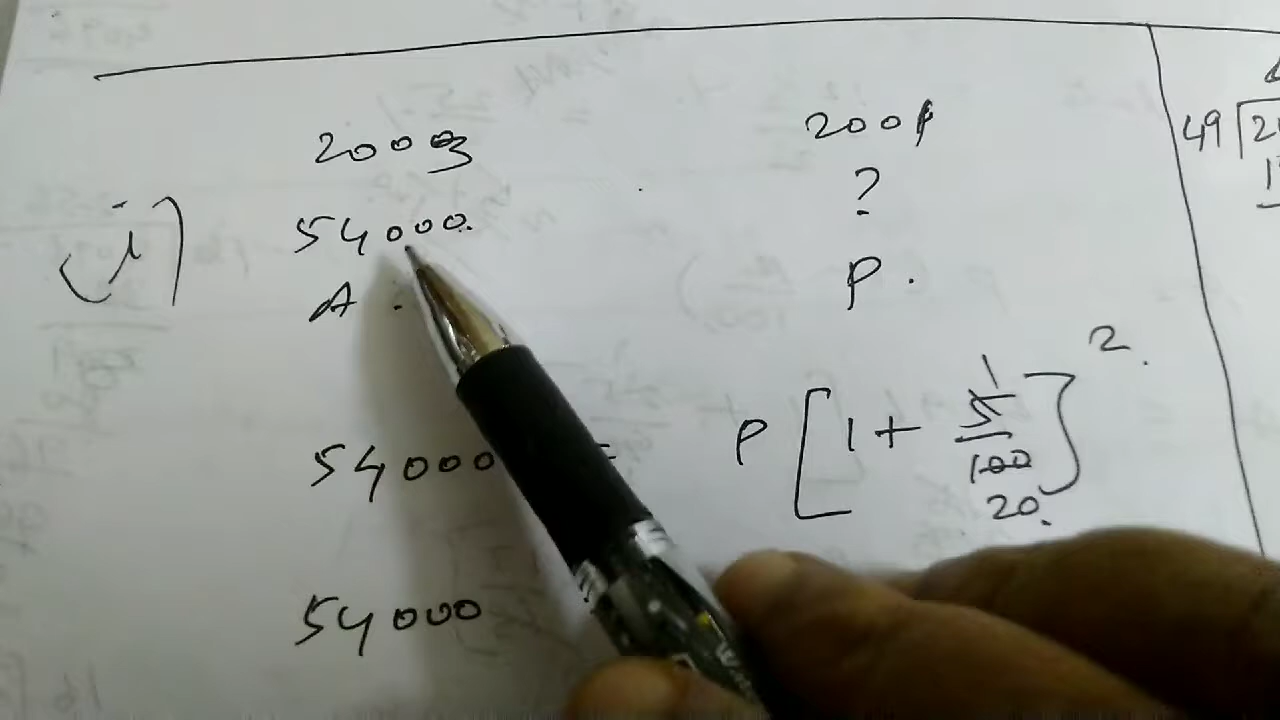 2003 2001
(i) 54000. ?
A . P .
54000 = P [ 1 + 5/100 ]² .
1
20.
54000
49